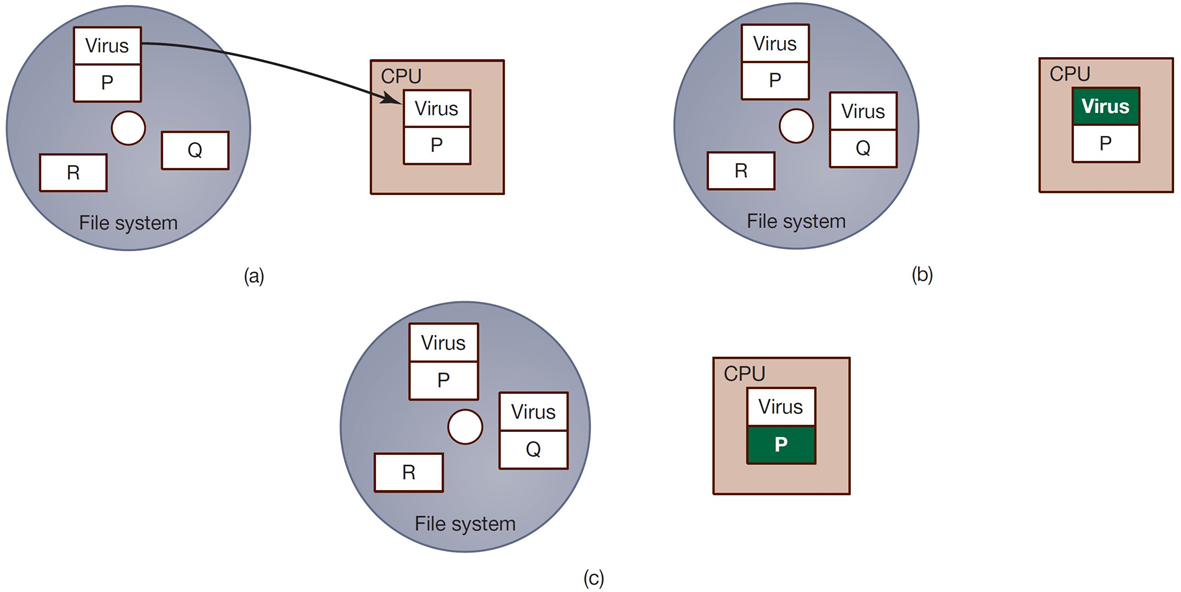 Virus
P
Q
R
File system
CPU
Virus
P
(a)
Virus
P
Virus
Q
R
File system
CPU
Virus
P
(b)
Virus
P
Virus
Q
R
File system
CPU
Virus
P
(c)